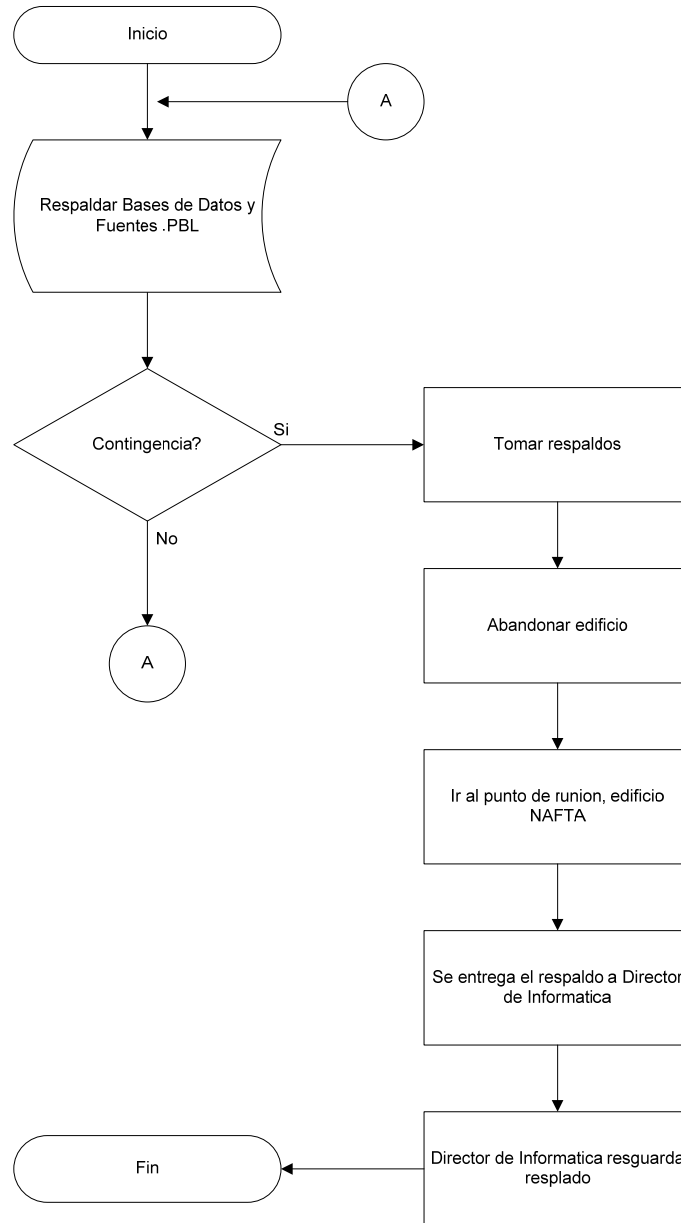 Inicio
A
Respaldar Bases de Datos y
Fuentes .PBL
Contingencia?
Si
Tomar respaldos
No
Abandonar edificio
A
Ir al punto de runion, edificio
NAFTA
Se entrega el respaldo a Director
de Informatica
Director de Informatica resguarda
resplado
Fin